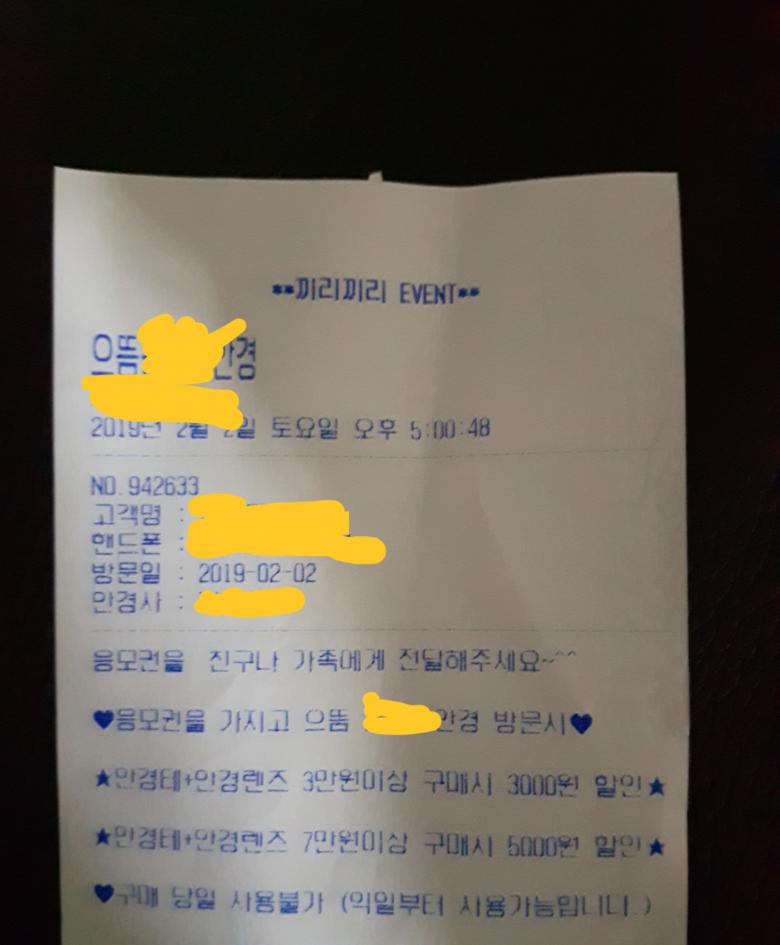 **끼리끼리 EVENT**
으뜸 안경
2019년 2월 2일 토요일 오후 5:00:48
NO.942633
고객명 :
핸드폰 :
방문일 : 2019-02-02
안경사 :
응모권을 친구나 가족에게 전달해주세요~^^
♥응모권을 가지고 으뜸 안경 방문시♥
★안경테+안경렌즈 3만원이상 구매시 3000원 할인★
★안경테+안경렌즈 7만원이상 구매시 5000원 할인★
♥구매 당일 사용불가 (익일부터 사용가능합니다.)